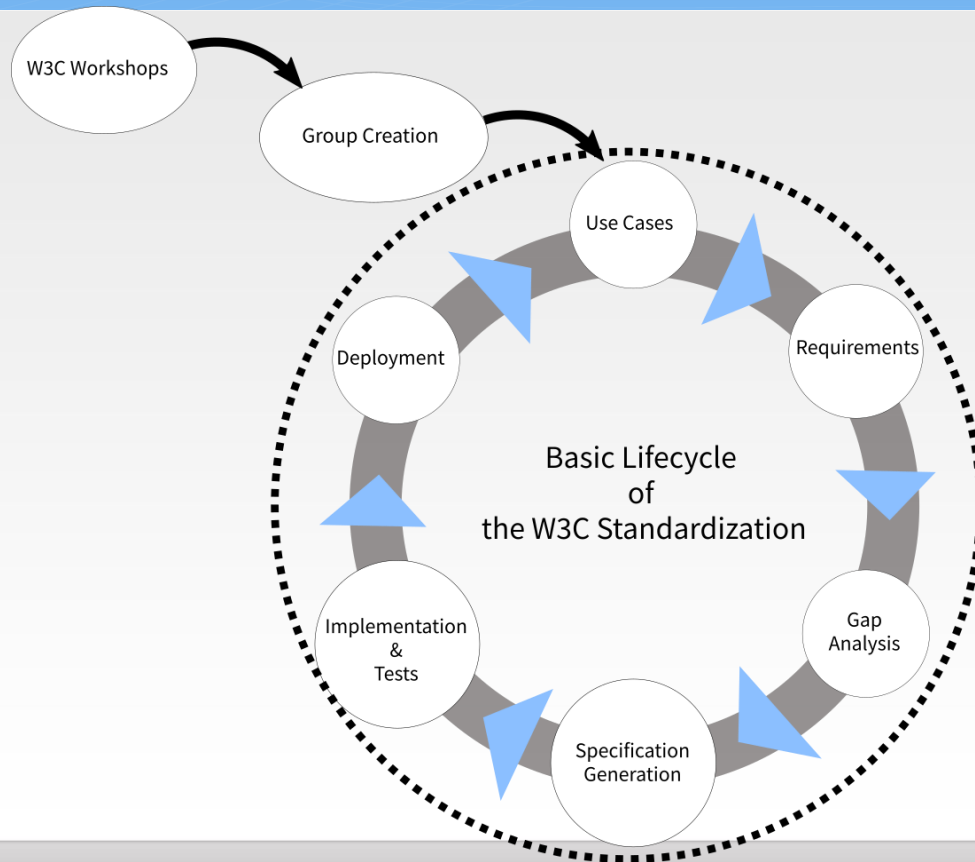 W3C Workshops
Group Creation
Use Cases
Requirements
Deployment
Basic Lifecycle
of
the W3C Standardization
Gap
Analysis
Implementation
&
Tests
Specification
Generation